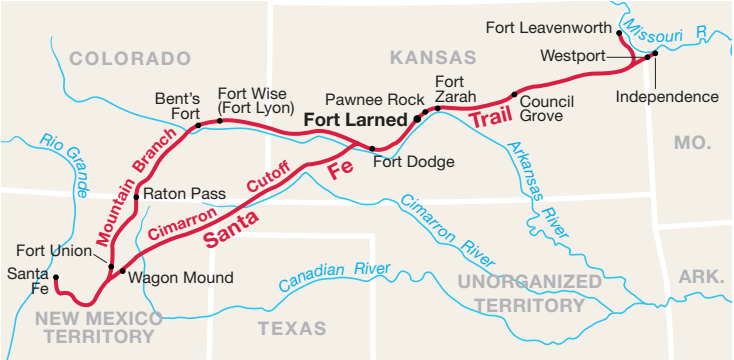 Fort Leavenworth
Missouri R.
COLORADO
KANSAS
Westport
Fort
Zarah
Independence
Bent's
Fort
Fort Wise
(Fort Lyon)
Pawnee Rock
Fort Larned
Council
Grove
Trail
MO.
Rio Grande
Mountain Branch
Fort Dodge
Fe
Arkansas River
Cutoff
Raton Pass
Cimarron
Santa
Cimarron River
Fort Union
Santa
Fe
Wagon Mound
Canadian River
UNORGANIZED
TERRITORY
ARK.
NEW MEXICO
TERRITORY
TEXAS